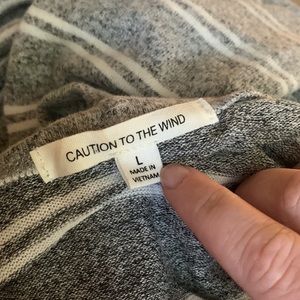 CAUTION TO THE WIND
L
MADE IN
VIETNAM